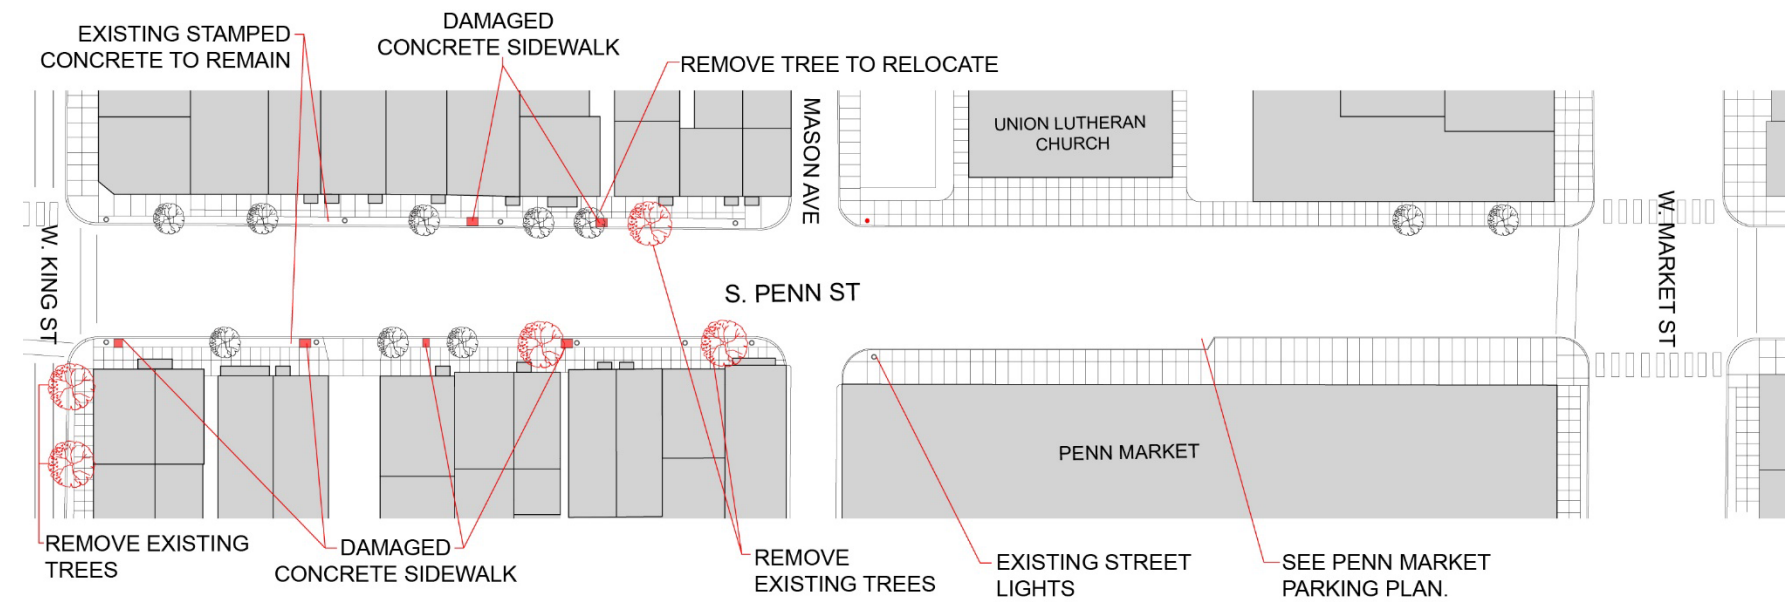 EXISTING STAMPED
CONCRETE TO REMAIN
DAMAGED
CONCRETE SIDEWALK
REMOVE TREE TO RELOCATE
MASON AVE
UNION LUTHERAN
CHURCH
W. KING ST
S. PENN ST
W. MARKET ST
PENN MARKET
REMOVE EXISTING
TREES
DAMAGED
CONCRETE SIDEWALK
REMOVE
EXISTING TREES
EXISTING STREET
LIGHTS
SEE PENN MARKET
PARKING PLAN.